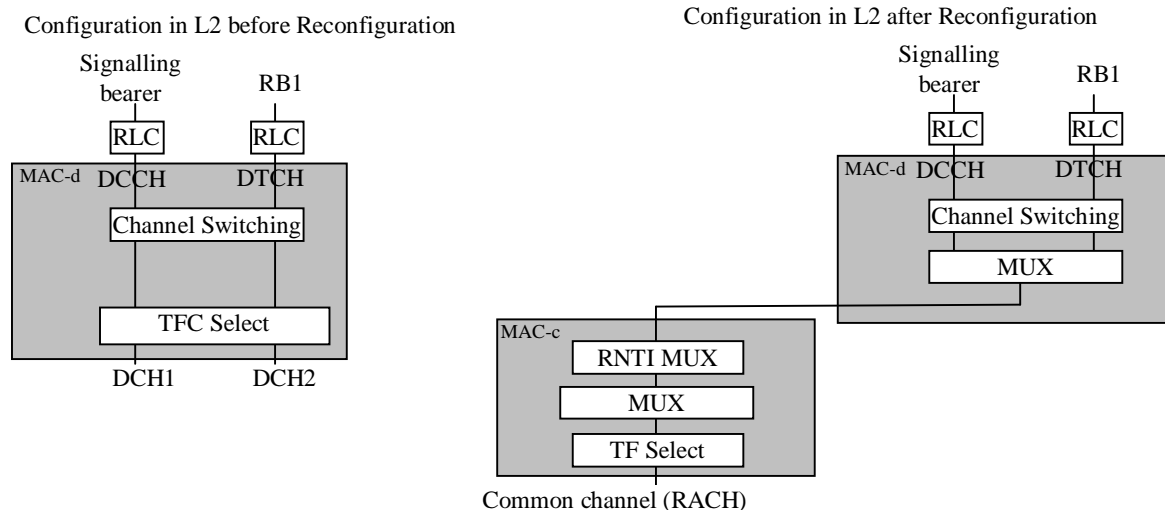 Configuration in L2 before Reconfiguration
Signalling
bearer
RB1
RLC
RLC
MAC-d
DCCH
DTCH
Channel Switching
TFC Select
DCH1
DCH2
Configuration in L2 after Reconfiguration
Signalling
bearer
RB1
RLC
RLC
MAC-d
DCCH
DTCH
Channel Switching
MUX
MAC-c
RNTI MUX
MUX
TF Select
Common channel (RACH)